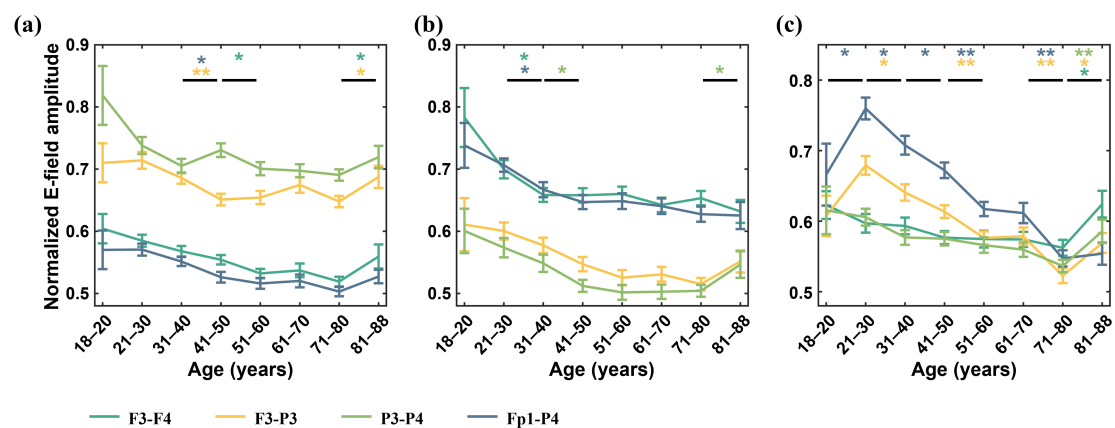 (a) (b) (c)
Normalized E-field amplitude
0.9 0.8 0.7 0.6 0.5
* ** * * *
18–20 21–30 31–40 41–50 51–60 61–70 71–80 81–88
Age (years)
0.9 0.8 0.7 0.6 0.5
* * * *
18–20 21–30 31–40 41–50 51–60 61–70 71–80 81–88
Age (years)
0.8 0.7 0.6 0.5
* * * * ** ** ** ** ** * *
18–20 21–30 31–40 41–50 51–60 61–70 71–80 81–88
Age (years)
F3-F4 F3-P3 P3-P4 Fp1-P4